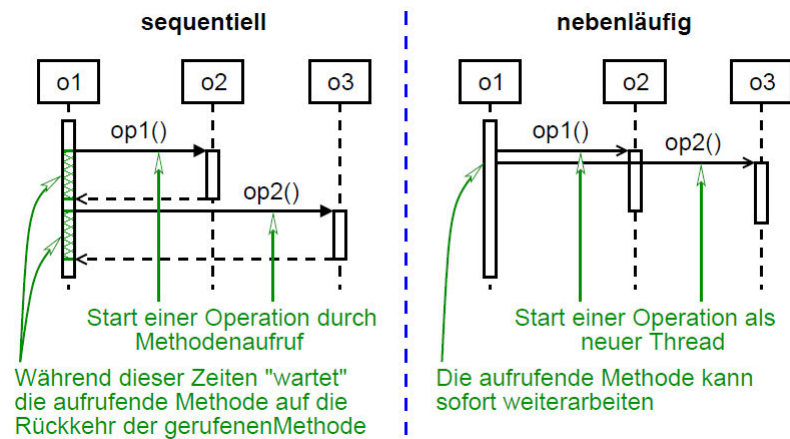 sequentiell
o1
o2
o3
op1()
op2()
Start einer Operation durch
Methodenaufruf
Während dieser Zeiten "wartet"
die aufrufende Methode auf die
Rückkehr der gerufenenMethode
nebenläufig
o1
o2
o3
op1()
op2()
Start einer Operation als
neuer Thread
Die aufrufende Methode kann
sofort weiterarbeiten